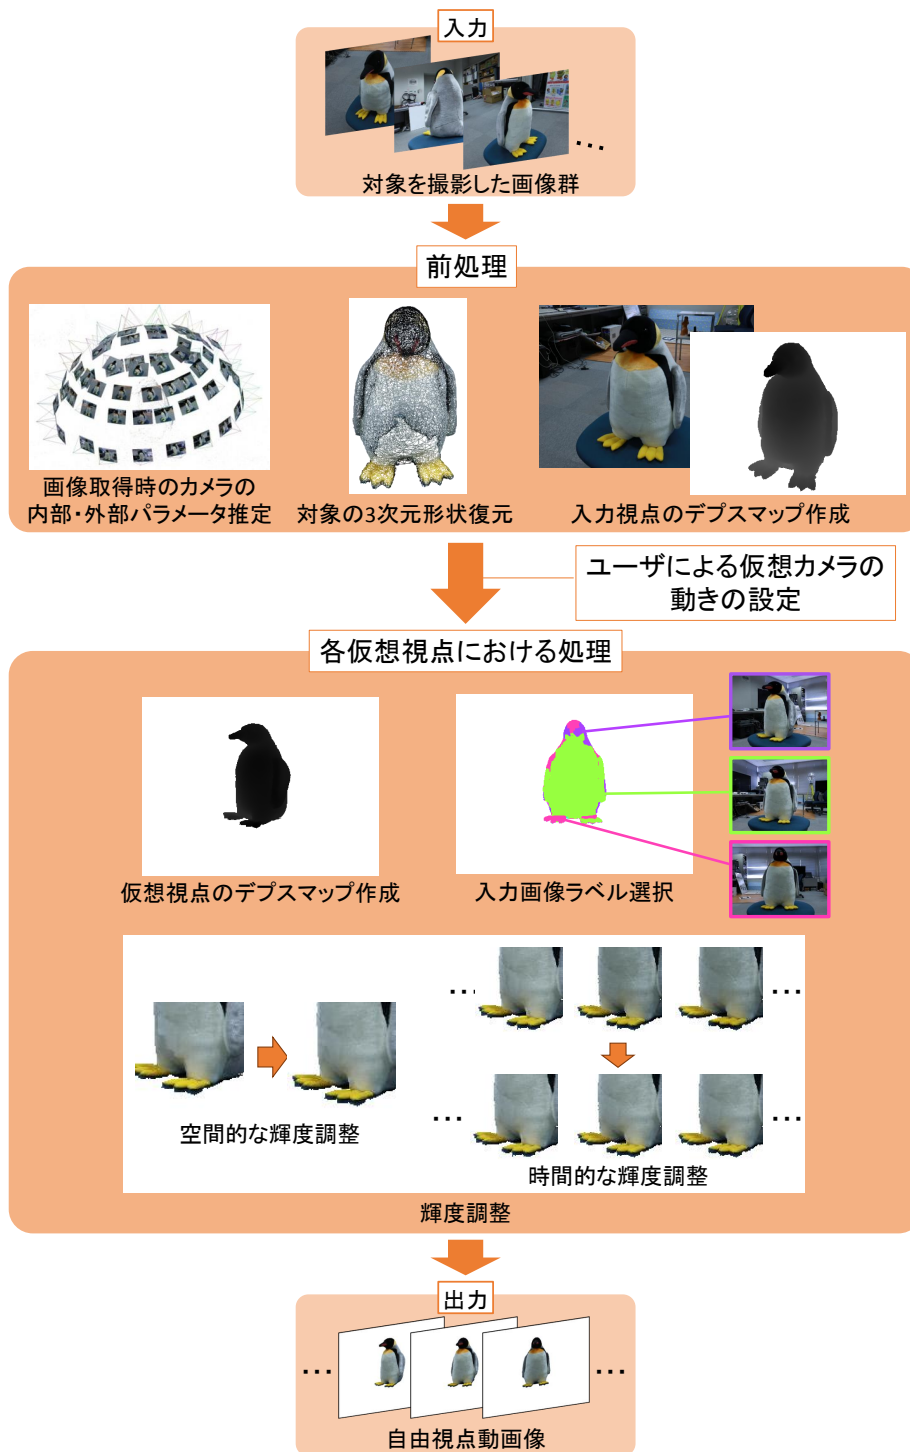 入力
…
対象を撮影した画像群
前処理
画像取得時のカメラの
内部・外部パラメータ推定
対象の3次元形状復元
入力視点のデプスマップ作成
ユーザによる仮想カメラの
動きの設定
各仮想視点における処理
仮想視点のデプスマップ作成
入力画像ラベル選択
… …
空間的な輝度調整
… …
時間的な輝度調整
輝度調整
出力
… …
自由視点動画像